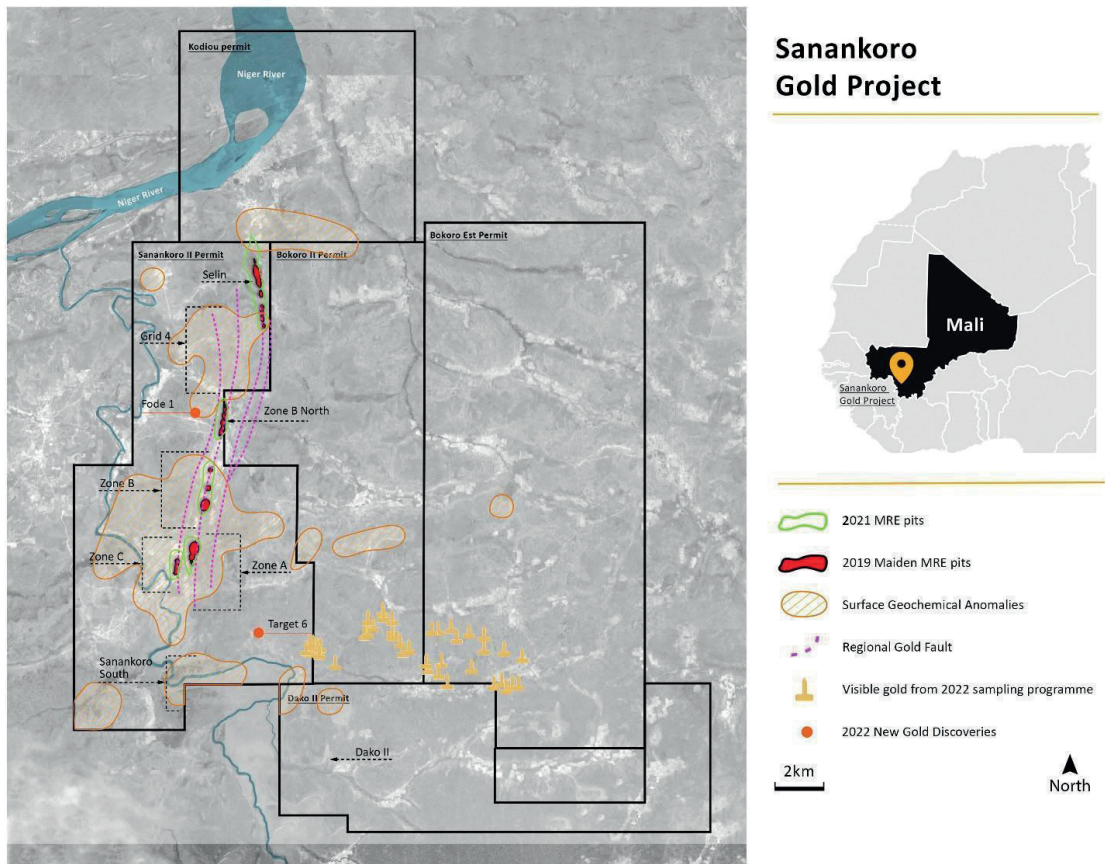 Kodiou permit
Niger River
Niger River
Bokoro Est Permit
Sanankoro II Permit
Bokoro II Permit
Selin
Grid 4
Fode 1
Zone B North
Zone B
Zone C
Zone A
Target 6
Sanankoro
South
Dako II Permit
Dako II
Sanankoro
Gold Project
Mali
Sanankoro
Gold Project
2021 MRE pits
2019 Maiden MRE pits
Surface Geochemical Anomalies
Regional Gold Fault
Visible gold from 2022 sampling programme
2022 New Gold Discoveries
2km
North